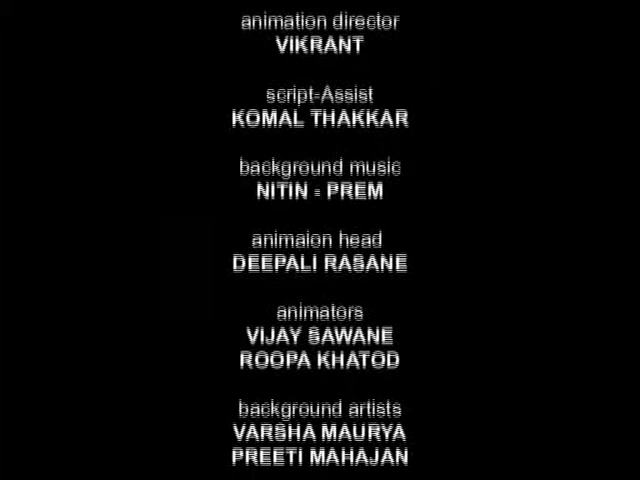 animation director
VIKRANT
script-Assist
KOMAL THAKKAR
background music
NITIN - PREM
animaion head
DEEPALI RASANE
animators
VIJAY SAWANE
ROOPA KHATOD
background artists
VARSHA MAURYA
PREETI MAHAJAN